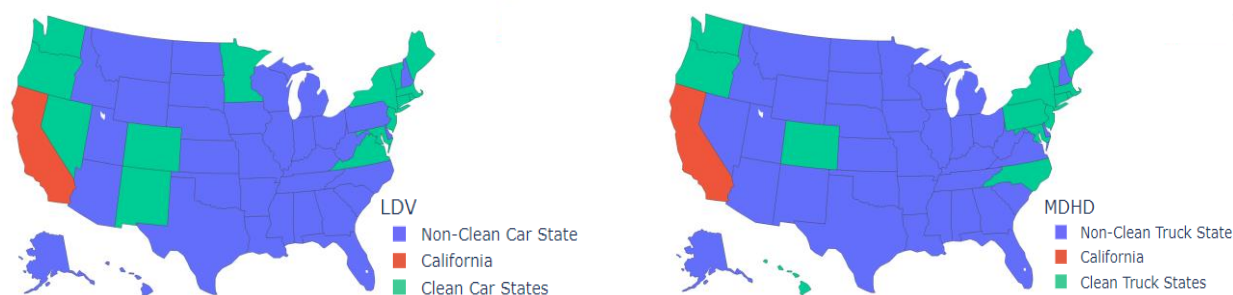 LDV
Non-Clean Car State
California
Clean Car States
MDHD
Non-Clean Truck State
California
Clean Truck States